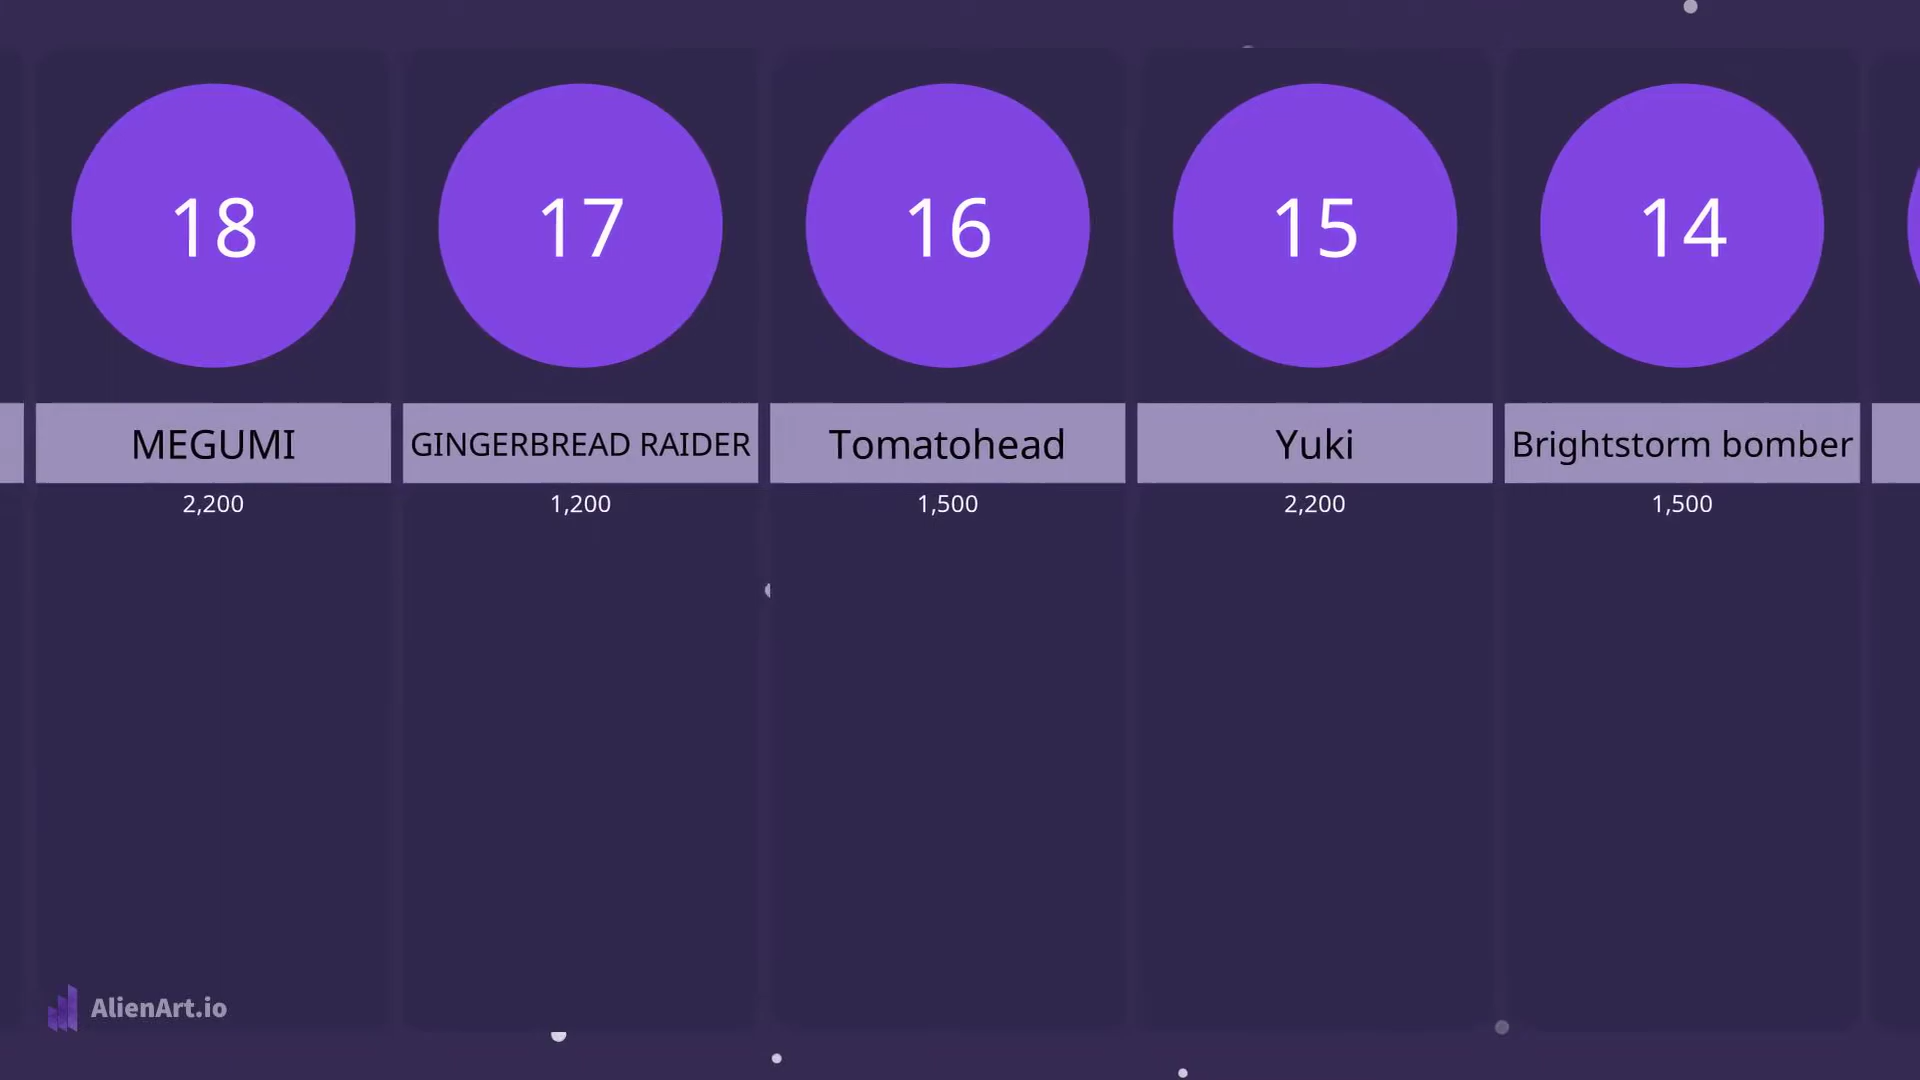 18
17
16
15
14
MEGUMI
GINGERBREAD RAIDER
Tomatohead
Yuki
Brightstorm bomber
2,200
1,200
1,500
2,200
1,500
AlienArt.io